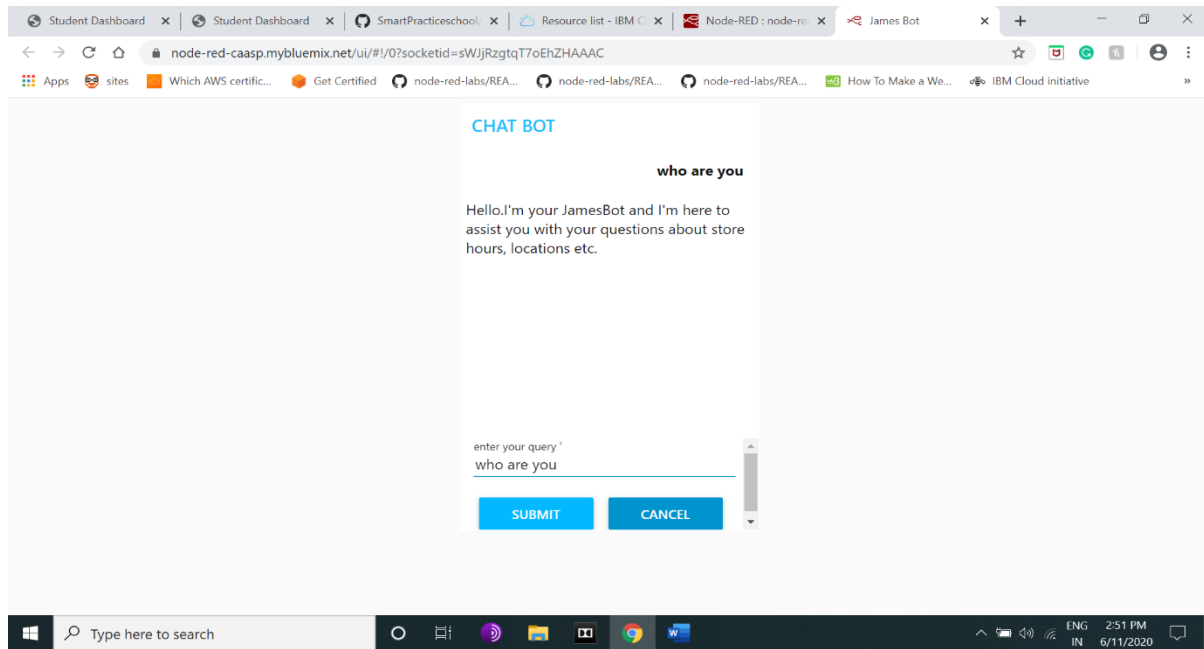 Student Dashboard
Student Dashboard
SmartPracticeschool/
Resource list - IBM C
Node-RED : node-re
James Bot
node-red-caasp.mybluemix.net/ui/#!/0?socketid=sWJjRzgtqT7oEhZHAAAC
Apps
sites
Which AWS certific...
Get Certified
node-red-labs/REA...
node-red-labs/REA...
node-red-labs/REA...
How To Make a We...
IBM Cloud initiative
»
CHAT BOT
who are you
Hello.I'm your JamesBot and I'm here to
assist you with your questions about store
hours, locations etc.
enter your query *
who are you
SUBMIT
CANCEL
Type here to search
ENG
IN
2:51 PM
6/11/2020